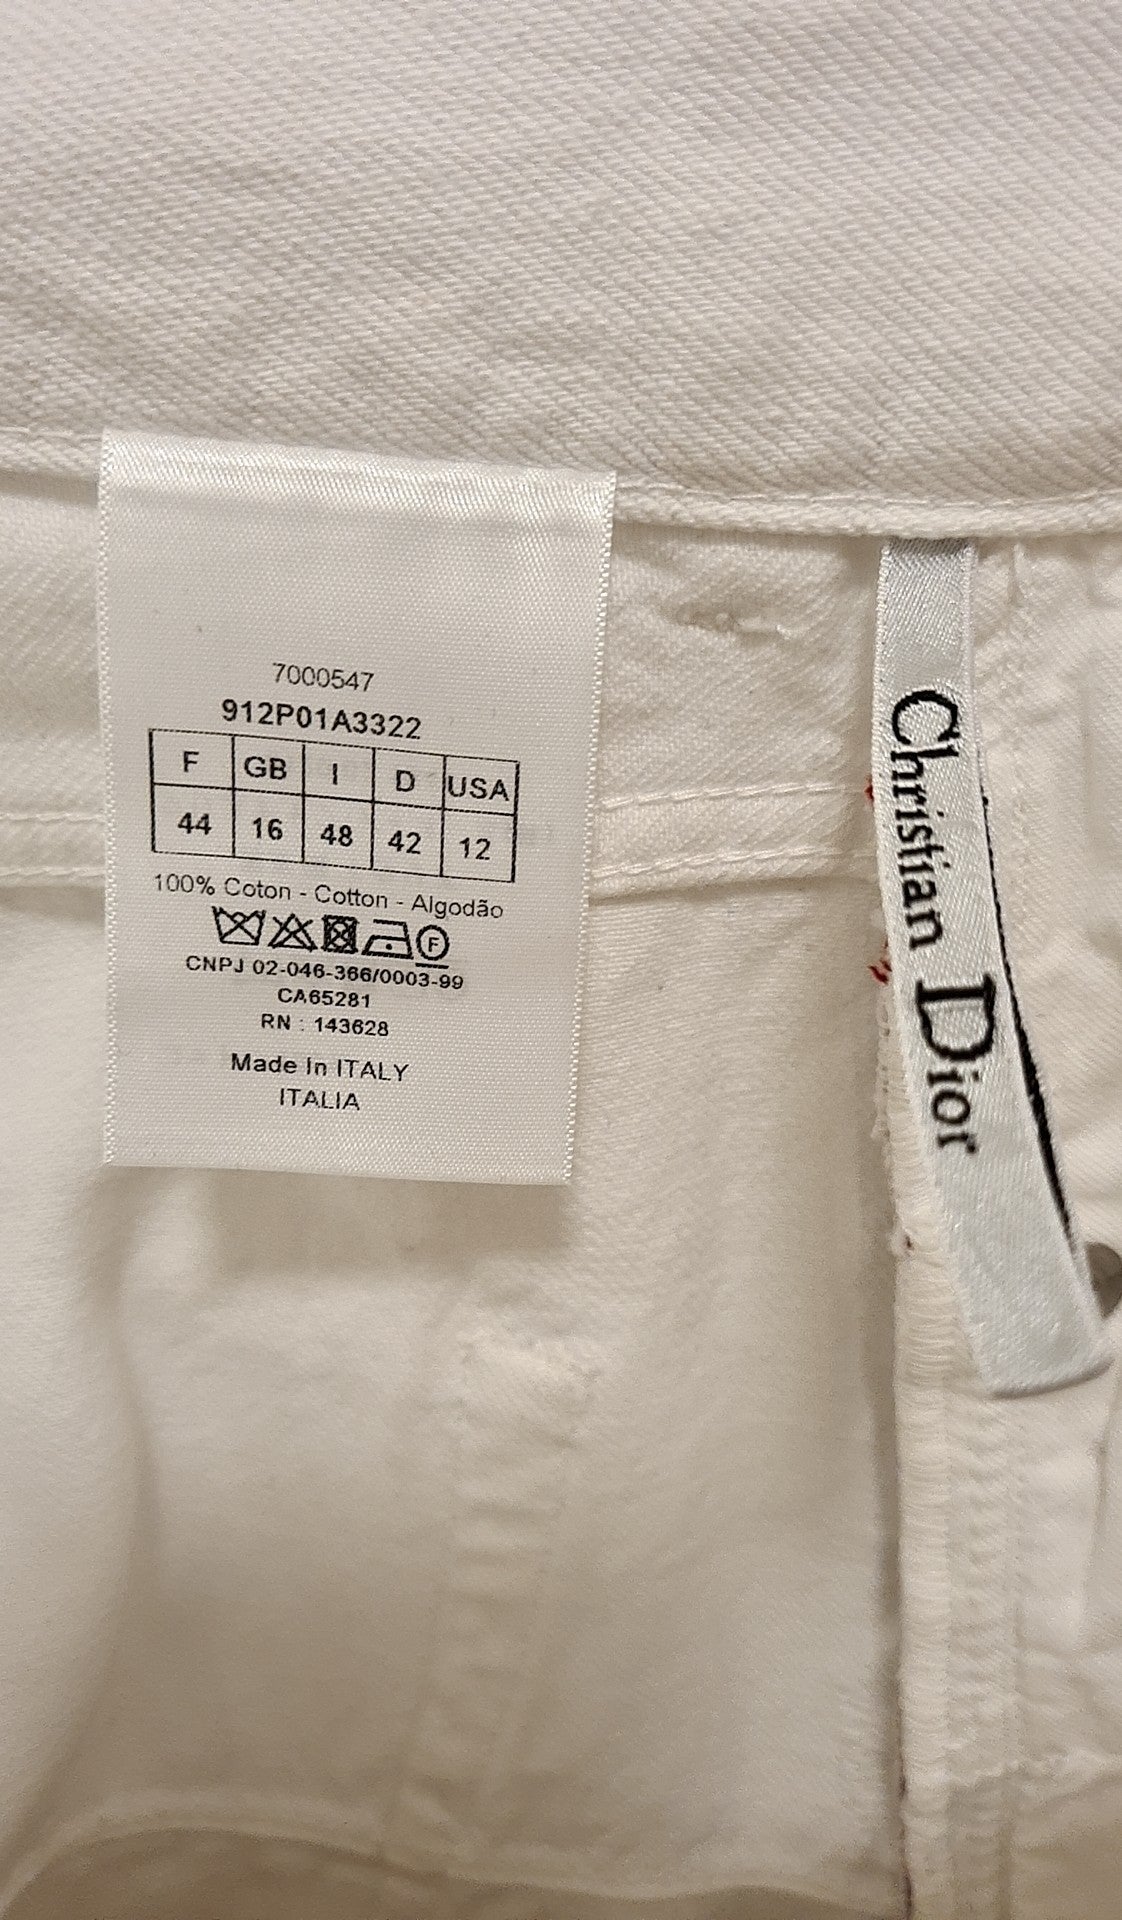 7000547
912P01A3322
F GB I D USA
44 16 48 42 12
100% Coton - Cotton - Algodão
F
CNPJ 02-046-366/0003-99
CA65281
RN : 143628
Made In ITALY
ITALIA
Christian Dior